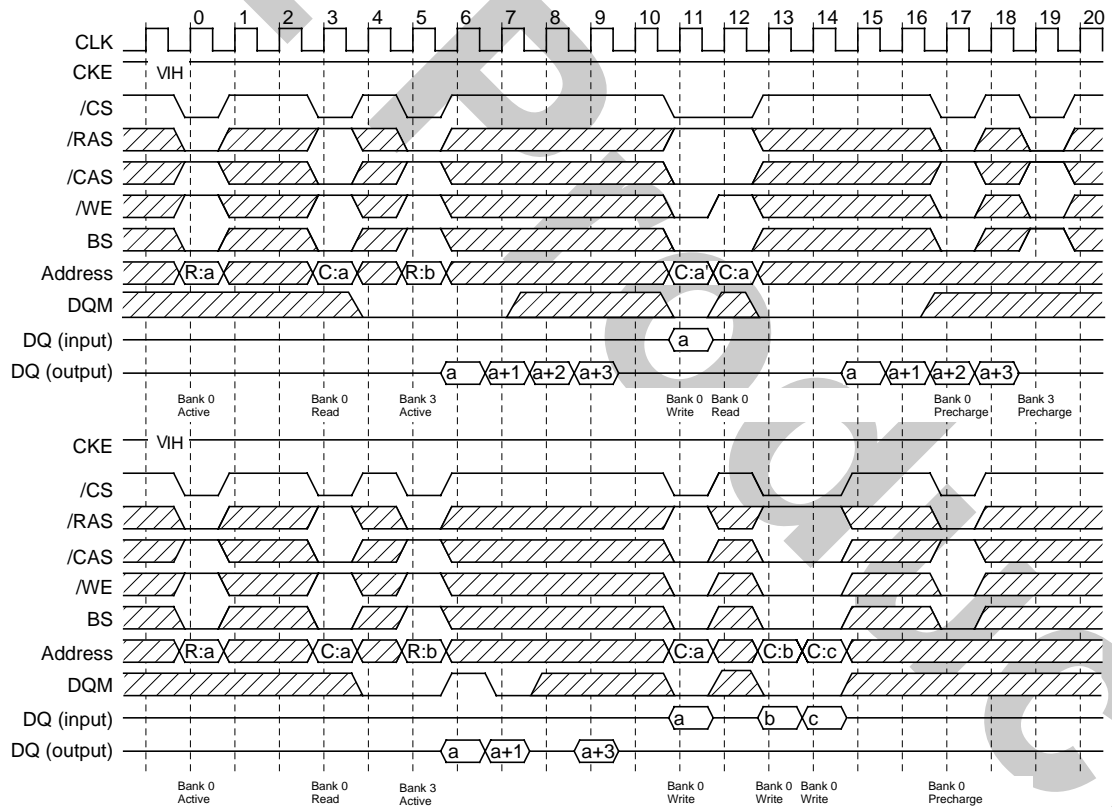 0 1 2 3 4 5 6 7 8 9 10 11 12 13 14 15 16 17 18 19 20
CLK
CKE VIH
/CS
/RAS
/CAS
/WE
BS
Address R:a C:a R:b C:a' C:a
DQM
DQ (input) a
DQ (output) a a+1 a+2 a+3 a a+1 a+2 a+3
Bank 0 Bank 0 Bank 3 Bank 0 Bank 0 Bank 0 Bank 3
Active Read Active Write Read Precharge Precharge
CKE VIH
/CS
/RAS
/CAS
/WE
BS
Address R:a C:a R:b C:a C:b C:c
DQM
DQ (input) a b c
DQ (output) a a+1 a+3
Bank 0 Bank 0 Bank 3 Bank 0 Bank 0 Bank 0 Bank 0
Active Read Active Write Write Write Precharge